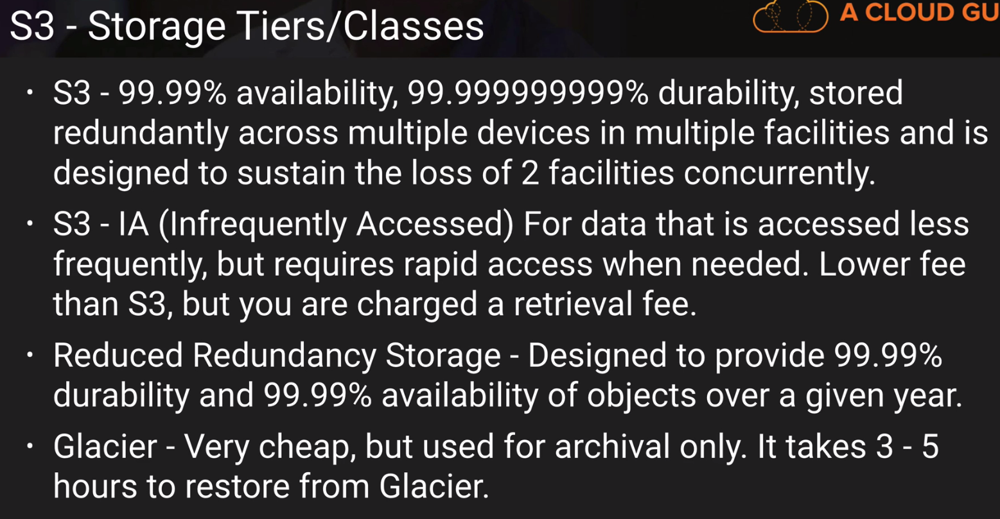 S3 - Storage Tiers/Classes
A CLOUD GU
• S3 - 99.99% availability, 99.999999999% durability, stored
redundantly across multiple devices in multiple facilities and is
designed to sustain the loss of 2 facilities concurrently.
• S3 - IA (Infrequently Accessed) For data that is accessed less
frequently, but requires rapid access when needed. Lower fee
than S3, but you are charged a retrieval fee.
• Reduced Redundancy Storage - Designed to provide 99.99%
durability and 99.99% availability of objects over a given year.
• Glacier - Very cheap, but used for archival only. It takes 3 - 5
hours to restore from Glacier.